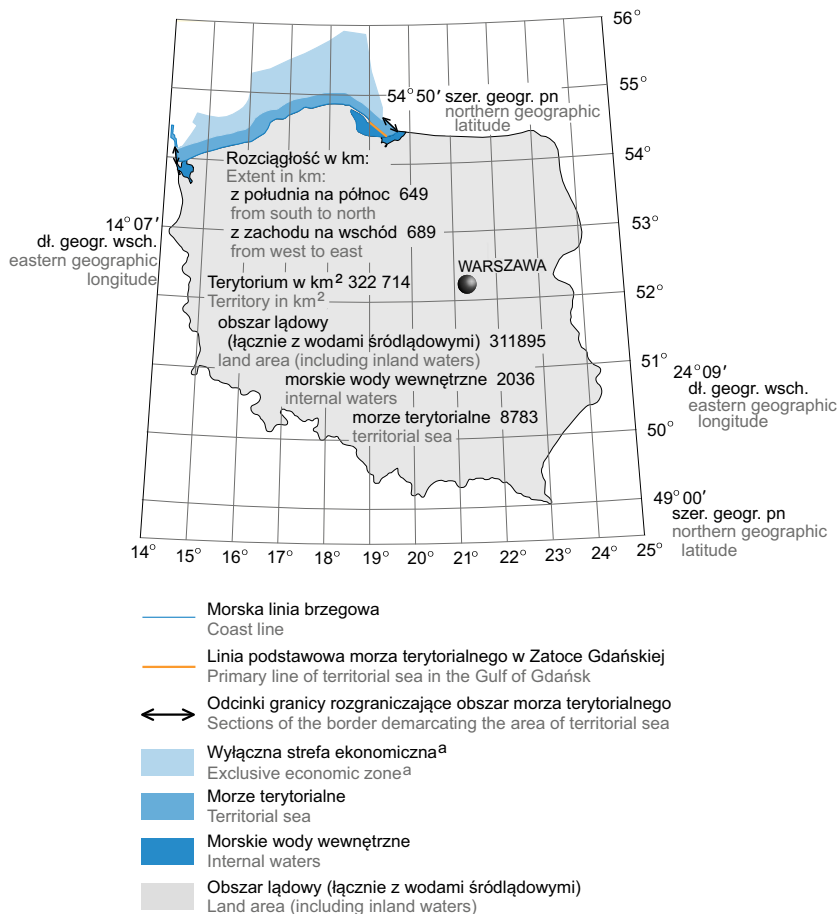 56°
55°
54° 50′ szer. geogr. pn
northern geographic
latitude
54°
Rozciągłość w km:
Extent in km:
z południa na północ 649
from south to north
z zachodu na wschód 689
from west to east
14° 07′
dł. geogr. wsch.
eastern geographic
longitude
53°
WARSZAWA
Terytorium w km² 322 714
Territory in km²
52°
obszar lądowy
(łącznie z wodami śródlądowymi) 311895
land area (including inland waters)
51°
morskie wody wewnętrzne 2036
internal waters
24° 09′
dł. geogr. wsch.
eastern geographic
longitude
morze terytorialne 8783
territorial sea
50°
49° 00′
szer. geogr. pn
northern geographic
latitude
14° 15° 16° 17° 18° 19° 20° 21° 22° 23° 24° 25°
Morska linia brzegowa
Coast line
Linia podstawowa morza terytorialnego w Zatoce Gdańskiej
Primary line of territorial sea in the Gulf of Gdańsk
Odcinki granicy rozgraniczające obszar morza terytorialnego
Sections of the border demarcating the area of territorial sea
Wyłączna strefa ekonomiczna a
Exclusive economic zone a
Morze terytorialne
Territorial sea
Morskie wody wewnętrzne
Internal waters
Obszar lądowy (łącznie z wodami śródlądowymi)
Land area (including inland waters)